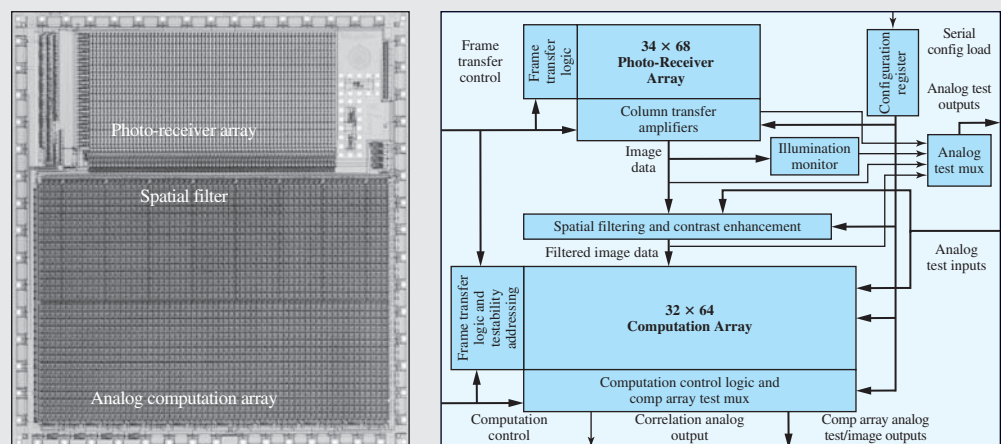 Photo-receiver array
Spatial filter
Analog computation array
Frame
transfer
control
Frame
transfer
logic
34 × 68
Photo-Receiver
Array
Configuration
register
Serial
config load
Analog test
outputs
Column transfer
amplifiers
Image
data
Illumination
monitor
Analog
test mux
Spatial filtering and contrast enhancement
Filtered image data
Analog
test inputs
Frame transfer
logic and
testability
addressing
32 × 64
Computation Array
Computation control logic and
comp array test mux
Computation
control
Correlation analog
output
Comp array analog
test/image outputs